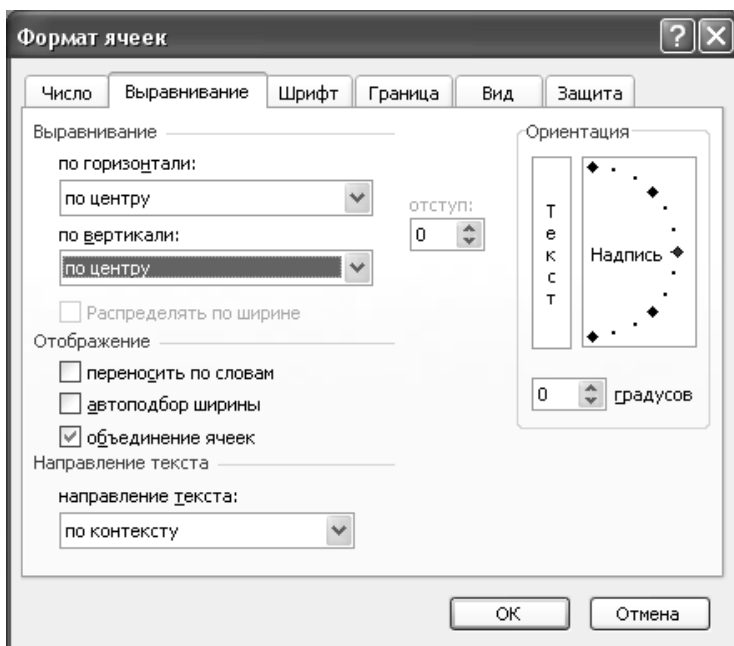 Формат ячеек
Число Выравнивание Шрифт Граница Вид Защита
Выравнивание
по горизонтали:
по центру
отступ:
0
по вертикали:
по центру
Распределять по ширине
Отображение
переносить по словам
автоподбор ширины
объединение ячеек
Направление текста
направление текста:
по контексту
Ориентация
Текст
Надпись
0 градусов
ОК Отмена